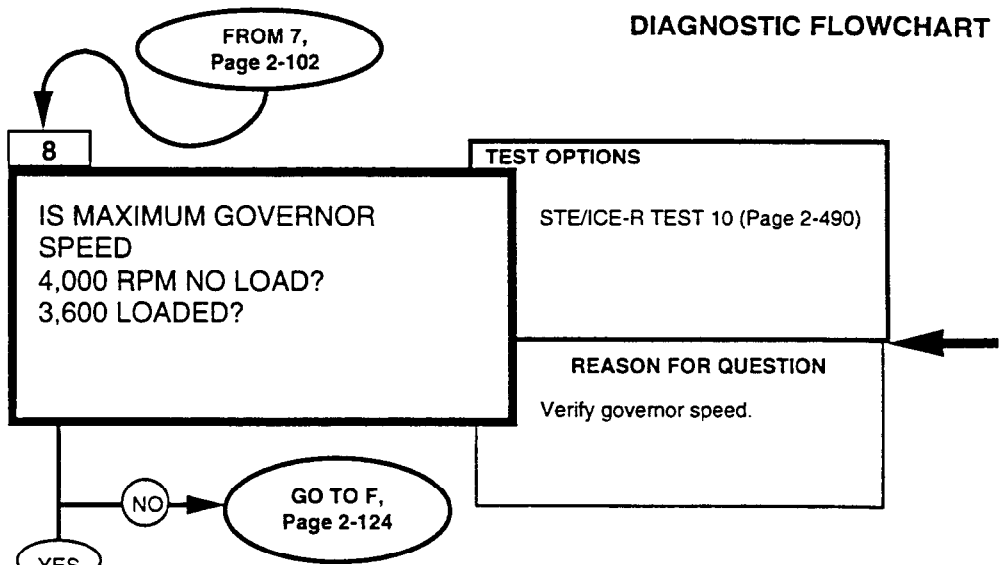 DIAGNOSTIC FLOWCHART
FROM 7,
Page 2-102
8
IS MAXIMUM GOVERNOR
SPEED
4,000 RPM NO LOAD?
3,600 LOADED?
TEST OPTIONS
STE/ICE-R TEST 10 (Page 2-490)
REASON FOR QUESTION
Verify governor speed.
NO
GO TO F,
Page 2-124
YES